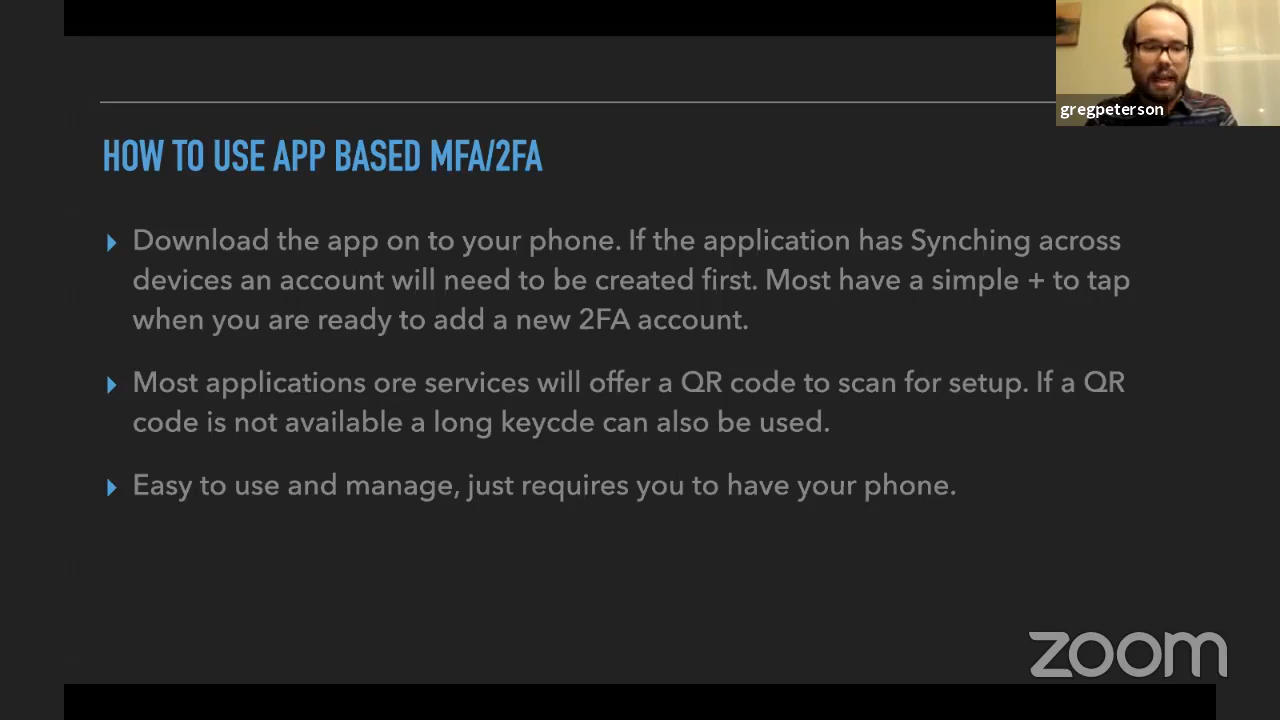 gregpeterson
HOW TO USE APP BASED MFA/2FA
Download the app on to your phone. If the application has Synching across
devices an account will need to be created first. Most have a simple + to tap
when you are ready to add a new 2FA account.
Most applications ore services will offer a QR code to scan for setup. If a QR
code is not available a long keycde can also be used.
Easy to use and manage, just requires you to have your phone.
zoom